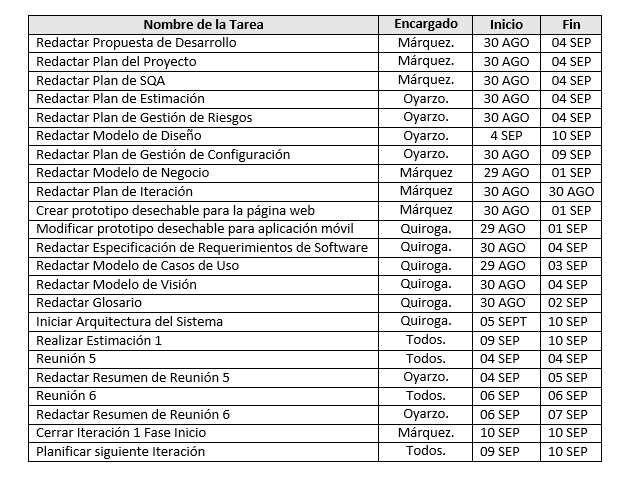 Nombre de la Tarea Encargado Inicio Fin
Redactar Propuesta de Desarrollo Márquez. 30 AGO 04 SEP
Redactar Plan del Proyecto Márquez. 30 AGO 04 SEP
Redactar Plan de SQA Márquez. 30 AGO 04 SEP
Redactar Plan de Estimación Oyarzo. 30 AGO 04 SEP
Redactar Plan de Gestión de Riesgos Oyarzo. 30 AGO 04 SEP
Redactar Modelo de Diseño Oyarzo. 4 SEP 10 SEP
Redactar Plan de Gestión de Configuración Oyarzo. 30 AGO 09 SEP
Redactar Modelo de Negocio Márquez 29 AGO 01 SEP
Redactar Plan de Iteración Márquez 30 AGO 30 AGO
Crear prototipo desechable para la página web Márquez 30 AGO 01 SEP
Modificar prototipo desechable para aplicación móvil Quiroga. 29 AGO 01 SEP
Redactar Especificación de Requerimientos de Software Quiroga. 30 AGO 04 SEP
Redactar Modelo de Casos de Uso Quiroga. 29 AGO 03 SEP
Redactar Modelo de Visión Quiroga. 30 AGO 04 SEP
Redactar Glosario Quiroga. 30 AGO 02 SEP
Iniciar Arquitectura del Sistema Quiroga. 05 SEPT 10 SEP
Realizar Estimación 1 Todos. 09 SEP 10 SEP
Reunión 5 Todos. 04 SEP 04 SEP
Redactar Resumen de Reunión 5 Oyarzo. 04 SEP 05 SEP
Reunión 6 Todos. 06 SEP 06 SEP
Redactar Resumen de Reunión 6 Oyarzo. 06 SEP 07 SEP
Cerrar Iteración 1 Fase Inicio Márquez. 10 SEP 10 SEP
Planificar siguiente Iteración Todos. 09 SEP 10 SEP